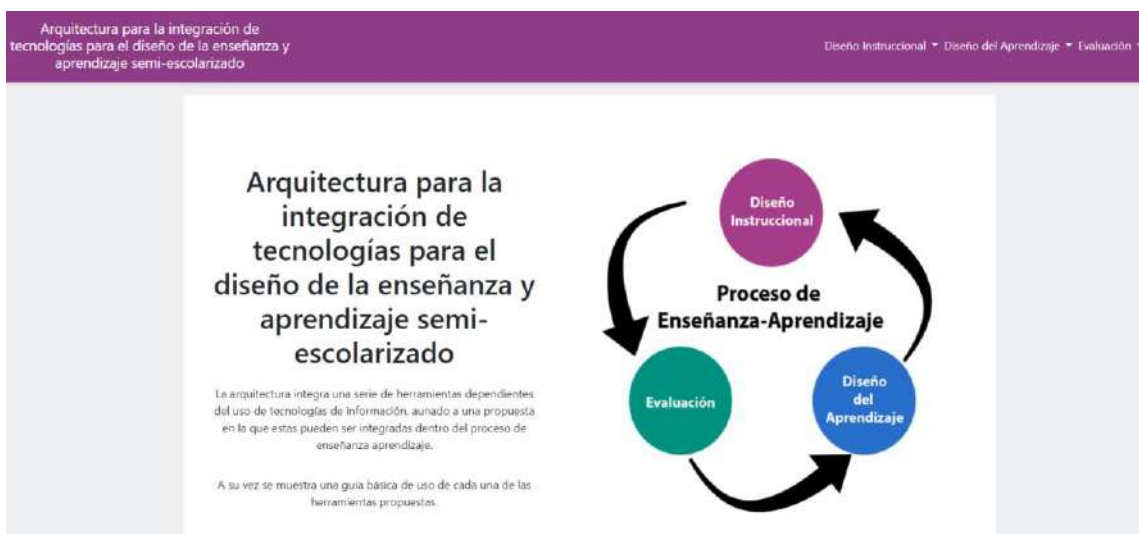 Arquitectura para la integración de
tecnologías para el diseño de la enseñanza y
aprendizaje semi-escolarizado
Diseño Instruccional Diseño del Aprendizaje Evaluación
Arquitectura para la
integración de
tecnologías para el
diseño de la enseñanza y
aprendizaje semi-
escolarizado
La arquitectura integra una serie de herramientas dependientes
del uso de tecnologías de información, aunado a una propuesta
en la que estas pueden ser integradas dentro del proceso de
enseñanza aprendizaje.
A su vez se muestra una guía básica de uso de cada una de las
herramientas propuestas.
Diseño
Instruccional
Proceso de
Enseñanza-Aprendizaje
Evaluación
Diseño
del
Aprendizaje